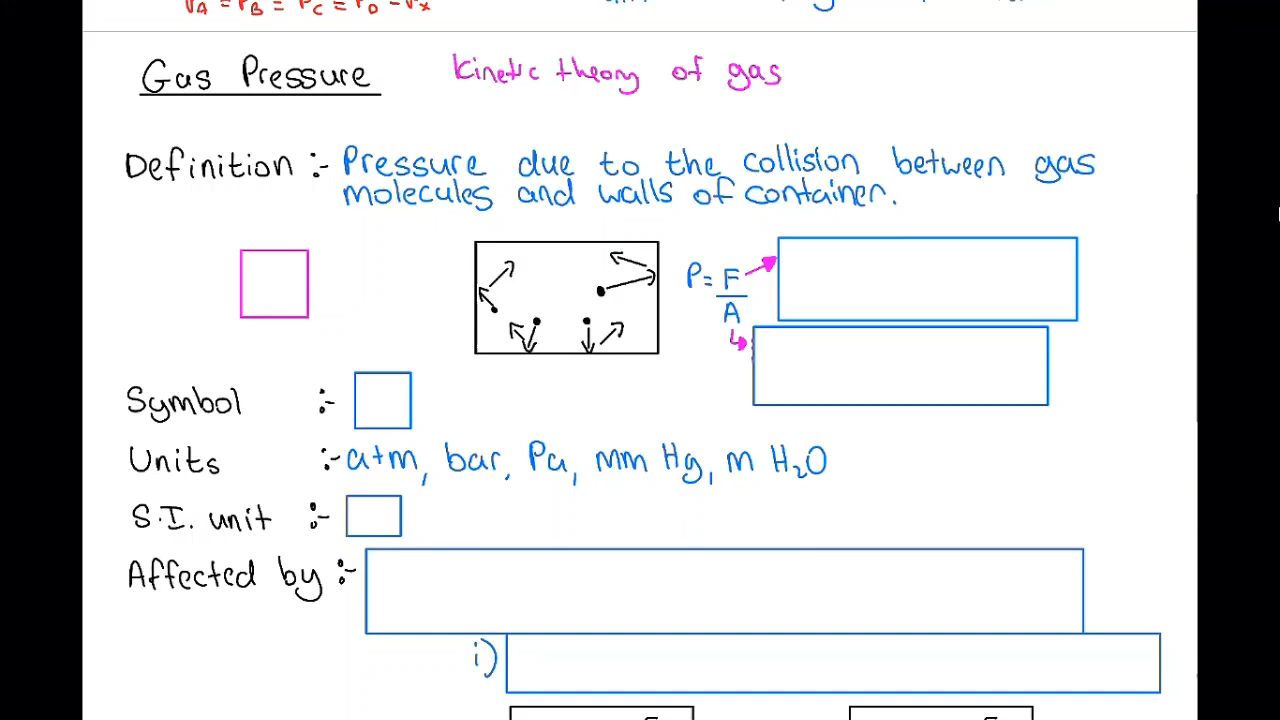 Gas Pressure kinetic theory of gas
Definition :- Pressure due to the collision between gas
molecules and walls of container.
P = F
A
Symbol :-
Units :- atm, bar, Pa, mm Hg, m H₂O
S.I. unit :-
Affected by :-
i)